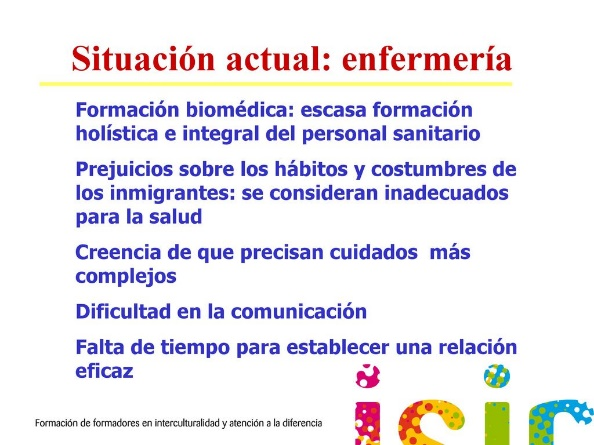 Situación actual: enfermería
Formación biomédica: escasa formación
holística e integral del personal sanitario
Prejuicios sobre los hábitos y costumbres de
los inmigrantes: se consideran inadecuados
para la salud
Creencia de que precisan cuidados  más
complejos
Dificultad en la comunicación
Falta de tiempo para establecer una relación
eficaz
Formación de formadores en interculturalidad y atención a la diferencia
isir